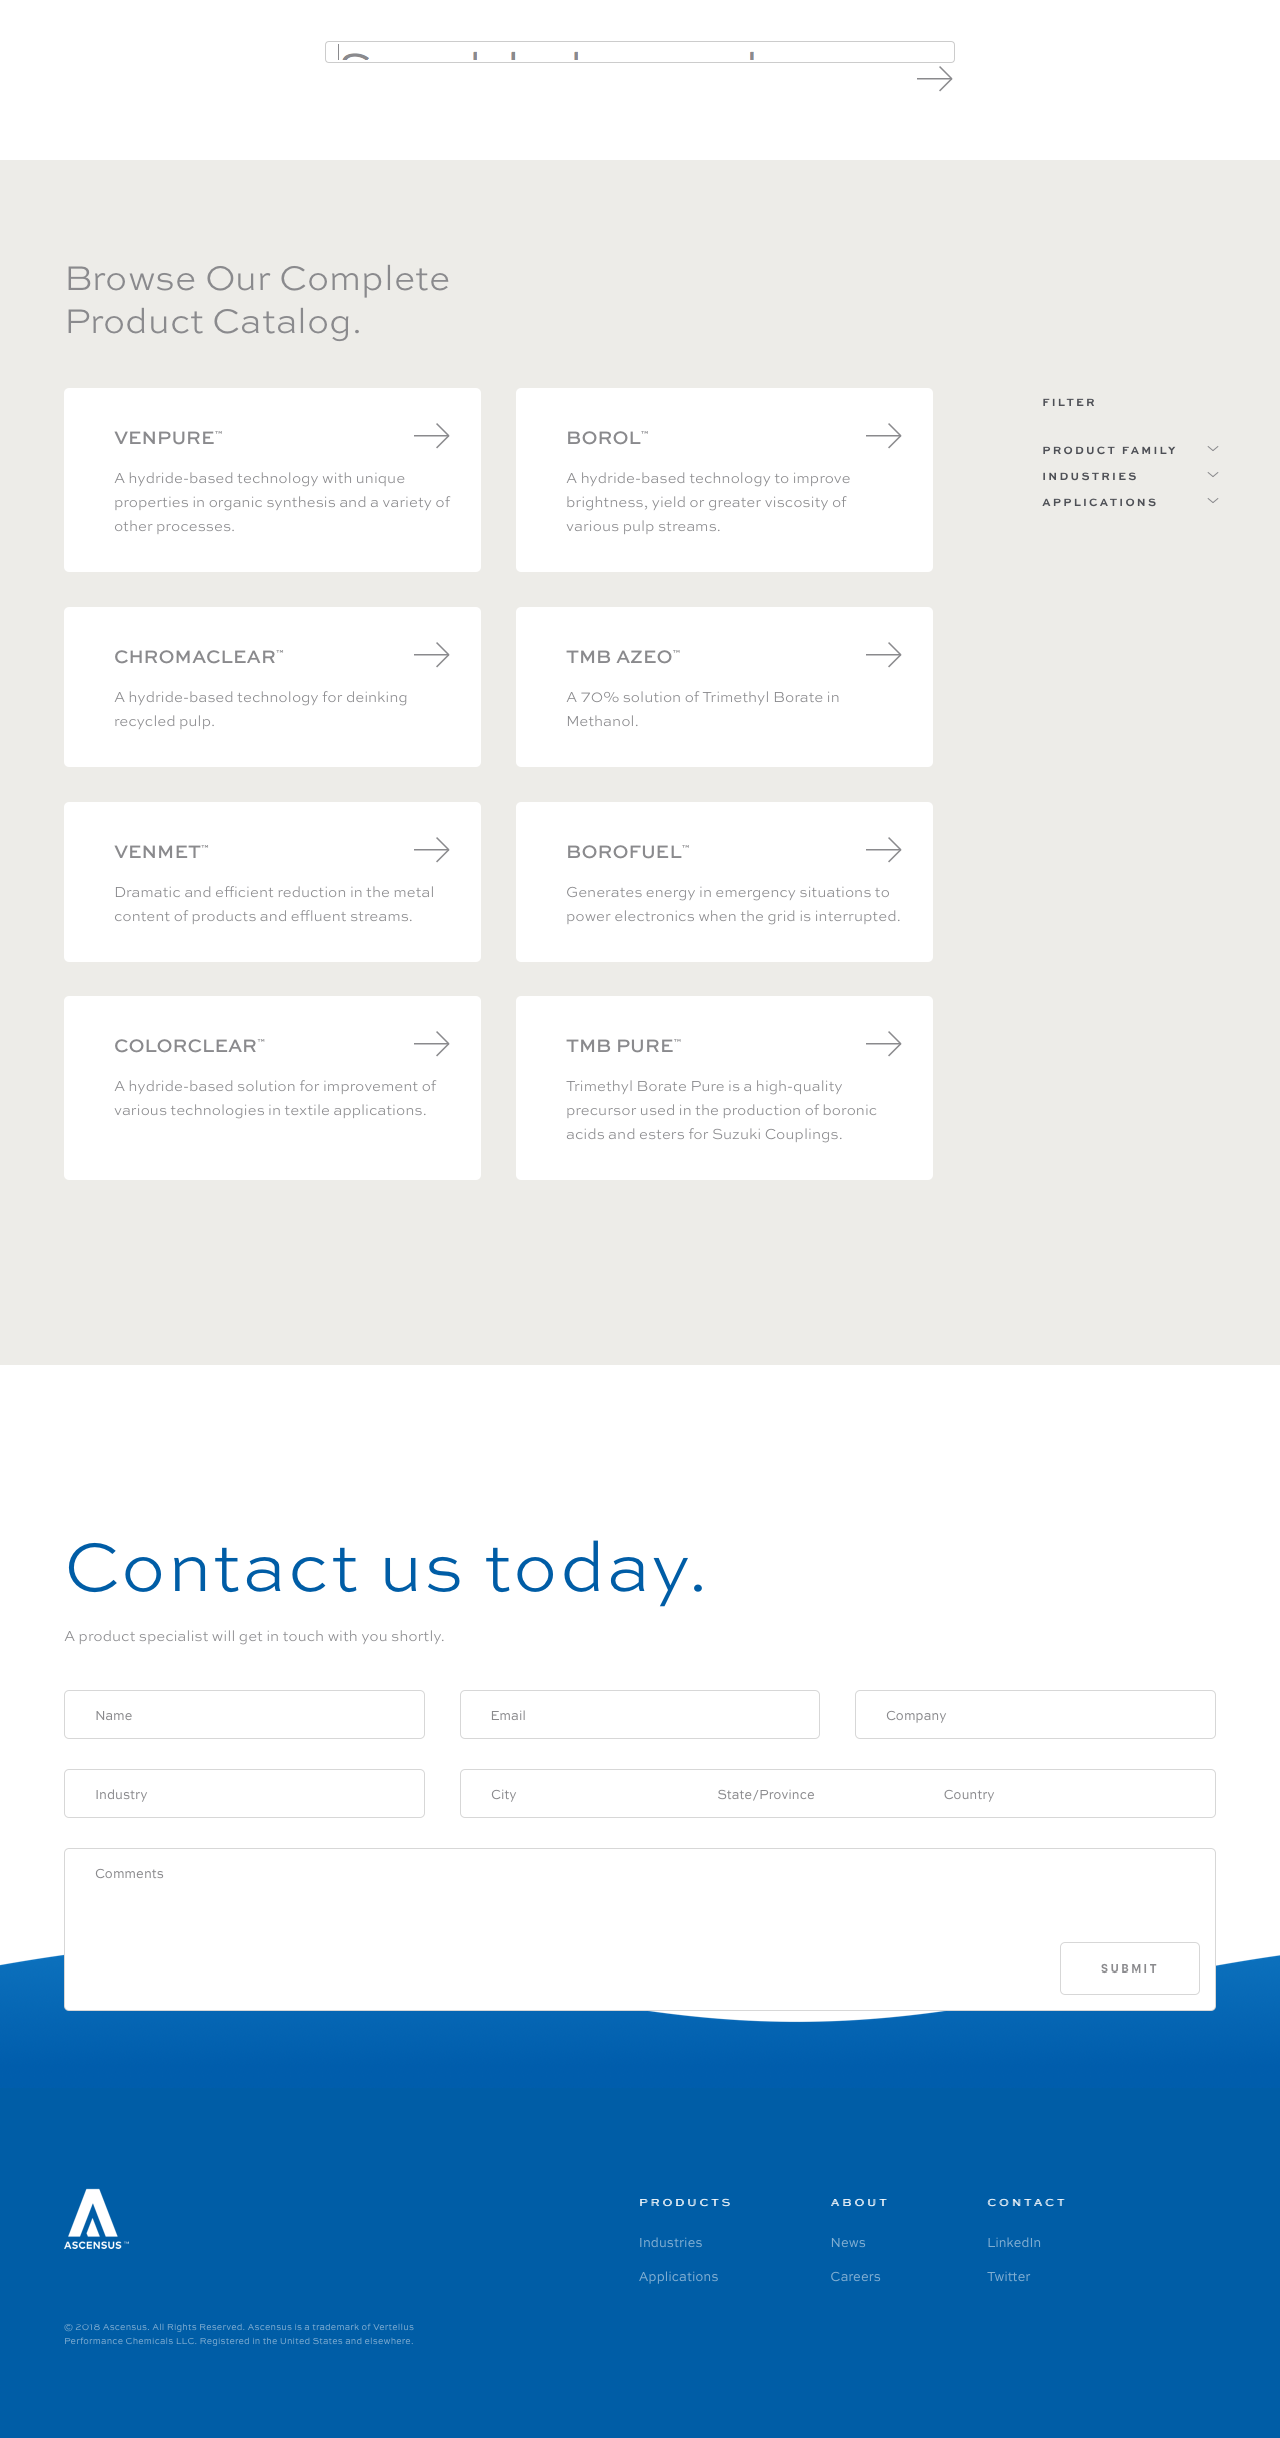 Browse Our Complete
Product Catalog.
VENPURE™
A hydride-based technology with unique
properties in organic synthesis and a variety of
other processes.
BOROL™
A hydride-based technology to improve
brightness, yield or greater viscosity of
various pulp streams.
FILTER
PRODUCT FAMILY
INDUSTRIES
APPLICATIONS
CHROMACLEAR™
A hydride-based technology for deinking
recycled pulp.
TMB AZEO™
A 70% solution of Trimethyl Borate in
Methanol.
VENMET™
Dramatic and efficient reduction in the metal
content of products and effluent streams.
BOROFUEL™
Generates energy in emergency situations to
power electronics when the grid is interrupted.
COLORCLEAR™
A hydride-based solution for improvement of
various technologies in textile applications.
TMB PURE™
Trimethyl Borate Pure is a high-quality
precursor used in the production of boronic
acids and esters for Suzuki Couplings.
Contact us today.
A product specialist will get in touch with you shortly.
Name
Email
Company
Industry
City
State/Province
Country
Comments
SUBMIT
ASCENSUS™
PRODUCTS
Industries
Applications
ABOUT
News
Careers
CONTACT
LinkedIn
Twitter
© 2018 Ascensus. All Rights Reserved. Ascensus is a trademark of Vertellus
Performance Chemicals LLC. Registered in the United States and elsewhere.